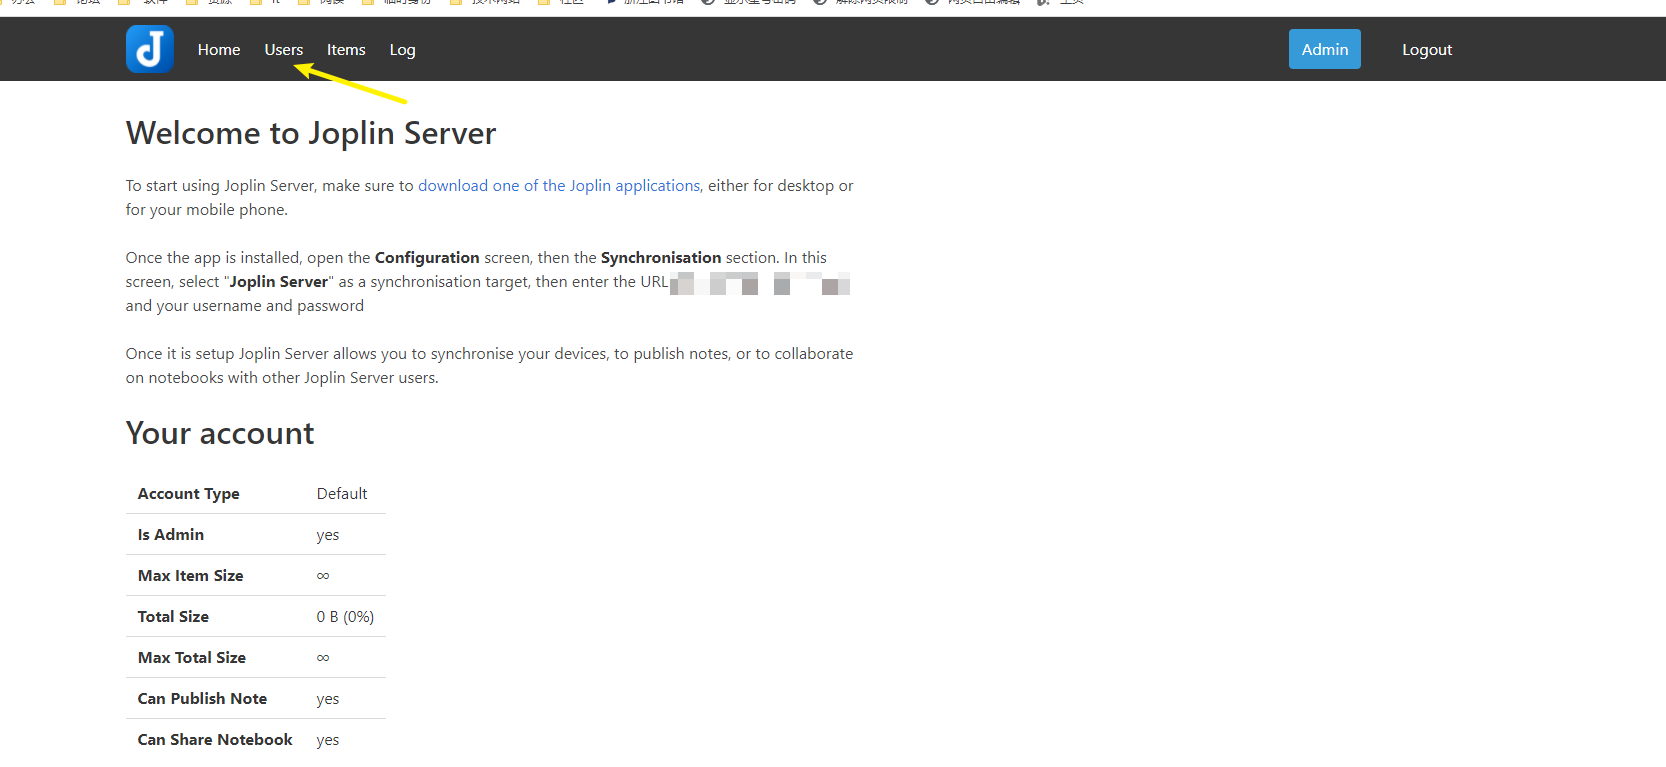 Home Users Items Log Admin Logout
Welcome to Joplin Server
To start using Joplin Server, make sure to download one of the Joplin applications, either for desktop or
for your mobile phone.
Once the app is installed, open the Configuration screen, then the Synchronisation section. In this
screen, select "Joplin Server" as a synchronisation target, then enter the URL
and your username and password
Once it is setup Joplin Server allows you to synchronise your devices, to publish notes, or to collaborate
on notebooks with other Joplin Server users.
Your account
Account Type Default
Is Admin yes
Max Item Size ∞
Total Size 0 B (0%)
Max Total Size ∞
Can Publish Note yes
Can Share Notebook yes